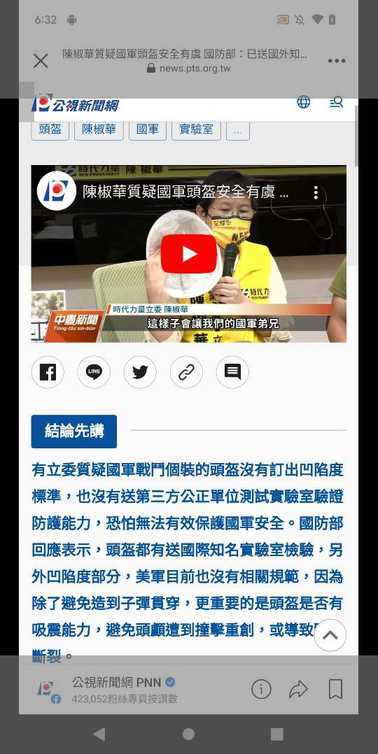 6:32
陳椒華質疑國軍頭盔安全有虞 國防部：已送國外知...
news.pts.org.tw
公視新聞網
頭盔 陳椒華 國軍 實驗室 ...
陳椒華質疑國軍頭盔安全有虞 ...
時代力量立委 陳椒華
中晝新聞
Tiong-tàu sin-bûn
這樣子會讓我們的國軍弟兄
結論先講
有立委質疑國軍戰鬥個裝的頭盔沒有訂出凹陷度
標準，也沒有送第三方公正單位測試實驗室驗證
防護能力，恐怕無法有效保護國軍安全。國防部
回應表示，頭盔都有送國際知名實驗室檢驗，另
外凹陷度部分，美軍目前也沒有相關規範，因為
除了避免遭到子彈貫穿，更重要的是頭盔是否有
吸震能力，避免頭顱遭到撞擊重創，或導致
斷裂。
公視新聞網 PNN
423,052粉絲專頁按讚數